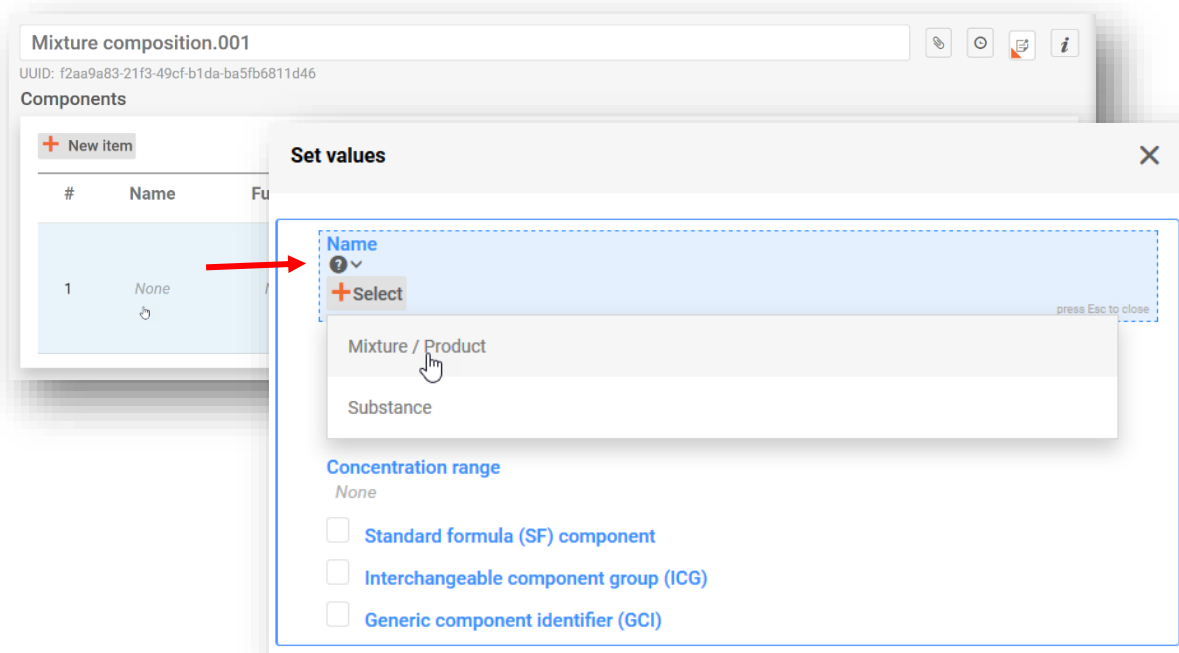 Mixture composition.001
UUID: f2aa9a83-21f3-49cf-b1da-ba5fb6811d46
Components
New item
# Name Fu
1 None
Set values
Name
Select
press Esc to close
Mixture / Product
Substance
Concentration range
None
Standard formula (SF) component
Interchangeable component group (ICG)
Generic component identifier (GCI)